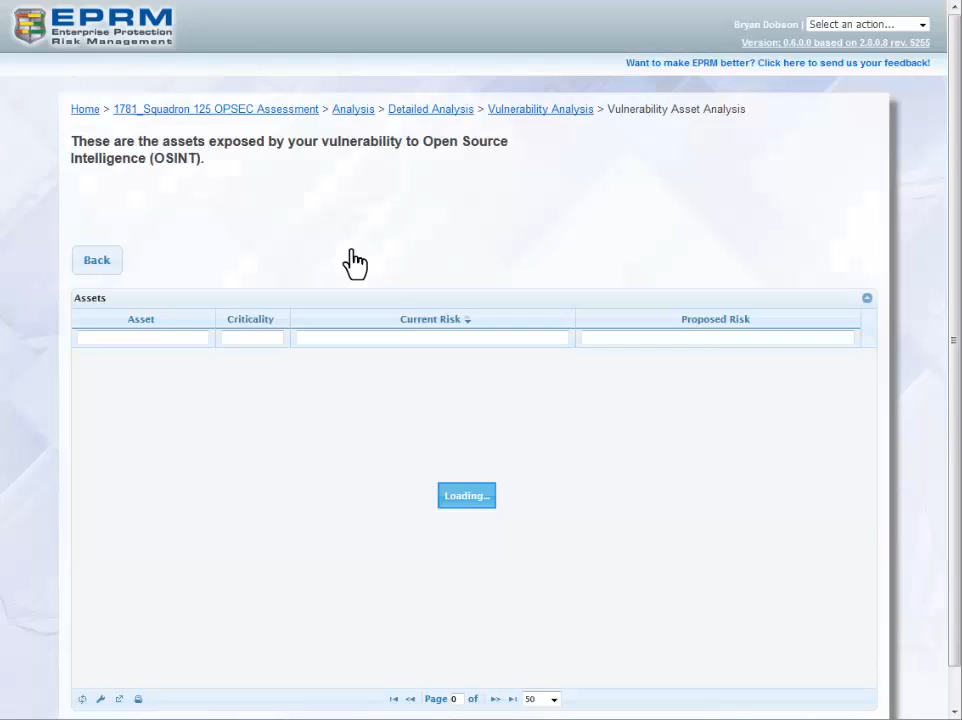 EPRM
Enterprise Protection
Risk Management
Bryan Dobson | Select an action...
Version: 0.6.0.0 based on 2.8.0.8 rev. 5255
Want to make EPRM better? Click here to send us your feedback!
Home > 1781_Squadron 125 OPSEC Assessment > Analysis > Detailed Analysis > Vulnerability Analysis > Vulnerability Asset Analysis
These are the assets exposed by your vulnerability to Open Source
Intelligence (OSINT).
Back
Assets
Asset Criticality Current Risk Proposed Risk
Loading...
Page 0 of 50